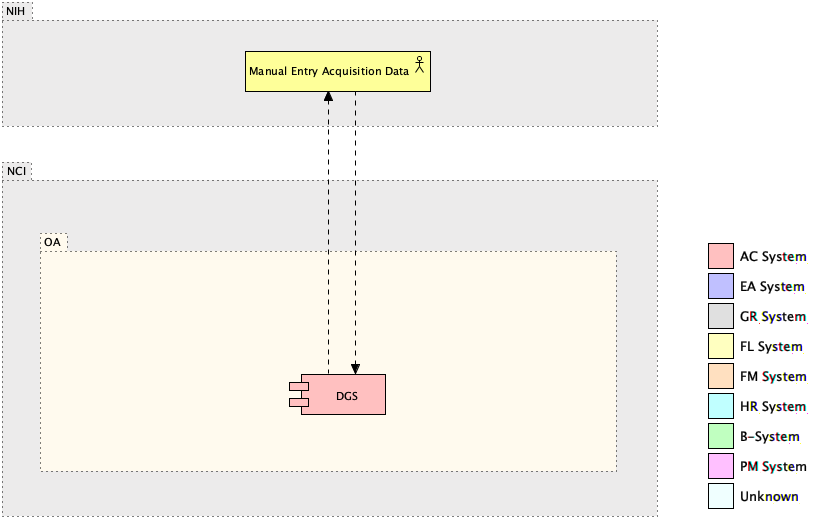 NIH
Manual Entry Acquisition Data
NCI
OA
DGS
AC System
EA System
GR System
FL System
FM System
HR System
B-System
PM System
Unknown